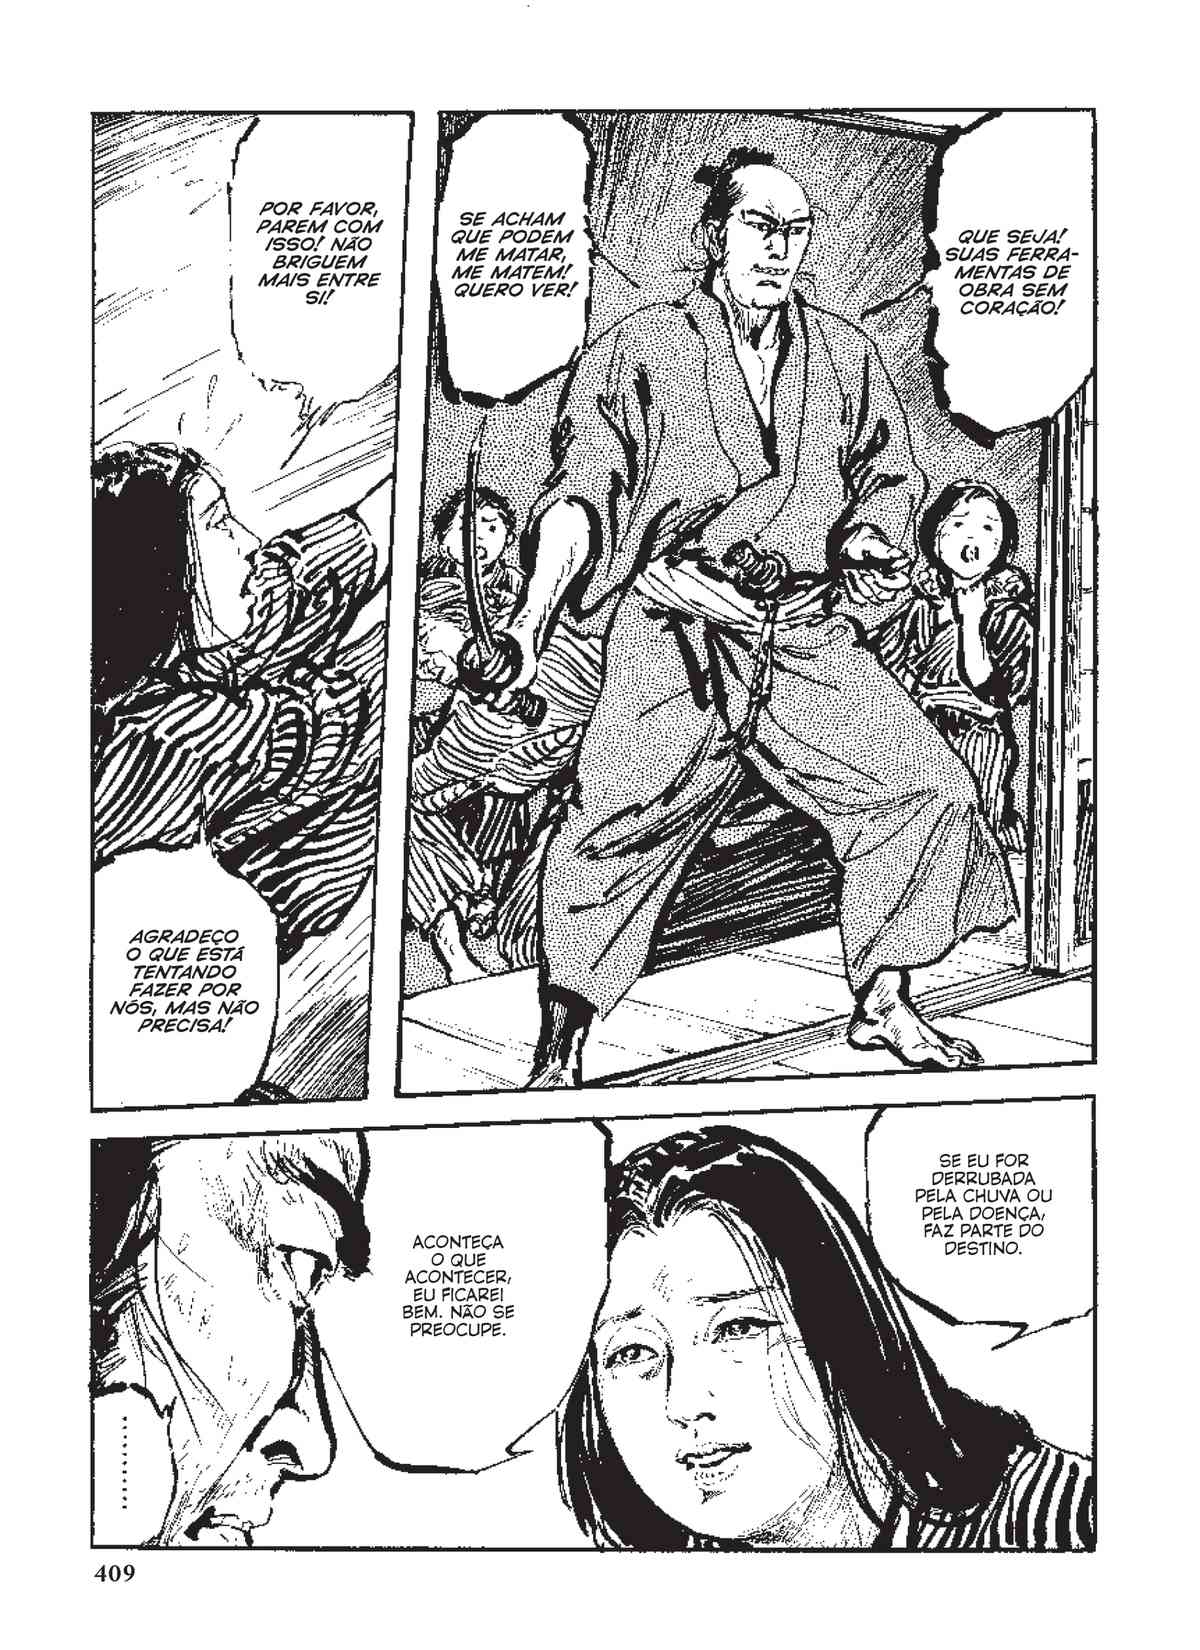 QUE SEJA!
SUAS FERRA-
MENTAS DE
OBRA SEM
CORAÇÃO!
SE ACHAM
QUE PODEM
ME MATAR,
ME MATEM!
QUERO VER!
POR FAVOR,
PAREM COM
ISSO! NÃO
BRIGUEM
MAIS ENTRE
SI!
AGRADEÇO
O QUE ESTÁ
TENTANDO
FAZER POR
NÓS, MAS NÃO
PRECISA!
SE EU FOR
DERRUBADA
PELA CHUVA OU
PELA DOENÇA,
FAZ PARTE DO
DESTINO.
ACONTEÇA
O QUE
ACONTECER,
EU FICAREI
BEM. NÃO SE
PREOCUPE.
..........
409